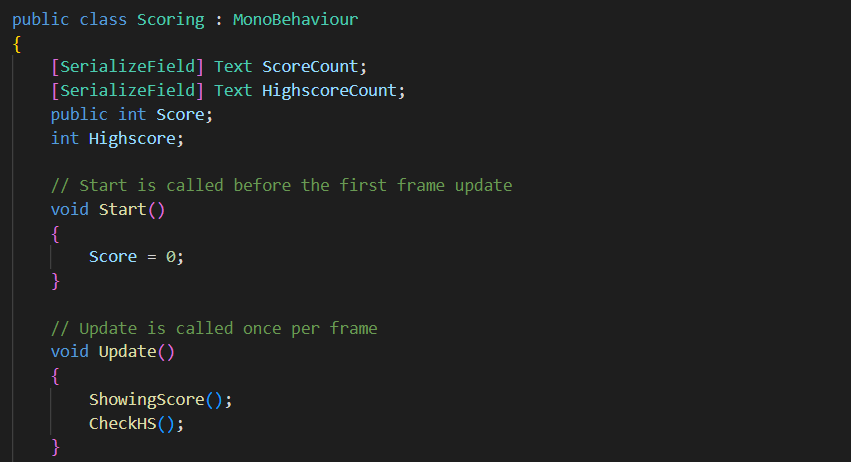 public class Scoring : MonoBehaviour
{
[SerializeField] Text ScoreCount;
[SerializeField] Text HighscoreCount;
public int Score;
int Highscore;
// Start is called before the first frame update
void Start()
{
Score = 0;
}
// Update is called once per frame
void Update()
{
ShowingScore();
CheckHS();
}